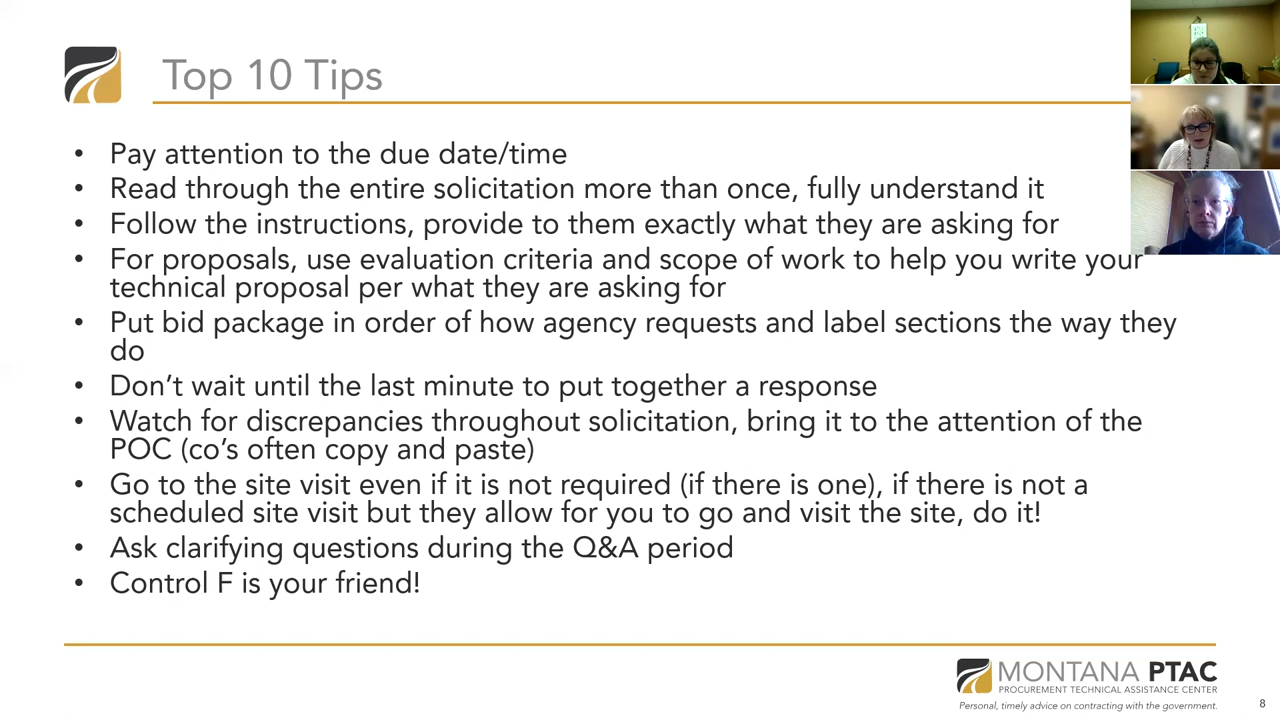 Top 10 Tips
• Pay attention to the due date/time
• Read through the entire solicitation more than once, fully understand it
• Follow the instructions, provide to them exactly what they are asking for
• For proposals, use evaluation criteria and scope of work to help you write your
technical proposal per what they are asking for
• Put bid package in order of how agency requests and label sections the way they
do
• Don’t wait until the last minute to put together a response
• Watch for discrepancies throughout solicitation, bring it to the attention of the
POC (co’s often copy and paste)
• Go to the site visit even if it is not required (if there is one), if there is not a
scheduled site visit but they allow for you to go and visit the site, do it!
• Ask clarifying questions during the Q&A period
• Control F is your friend!
MONTANA PTAC
PROCUREMENT TECHNICAL ASSISTANCE CENTER
Personal, timely advice on contracting with the government.
8